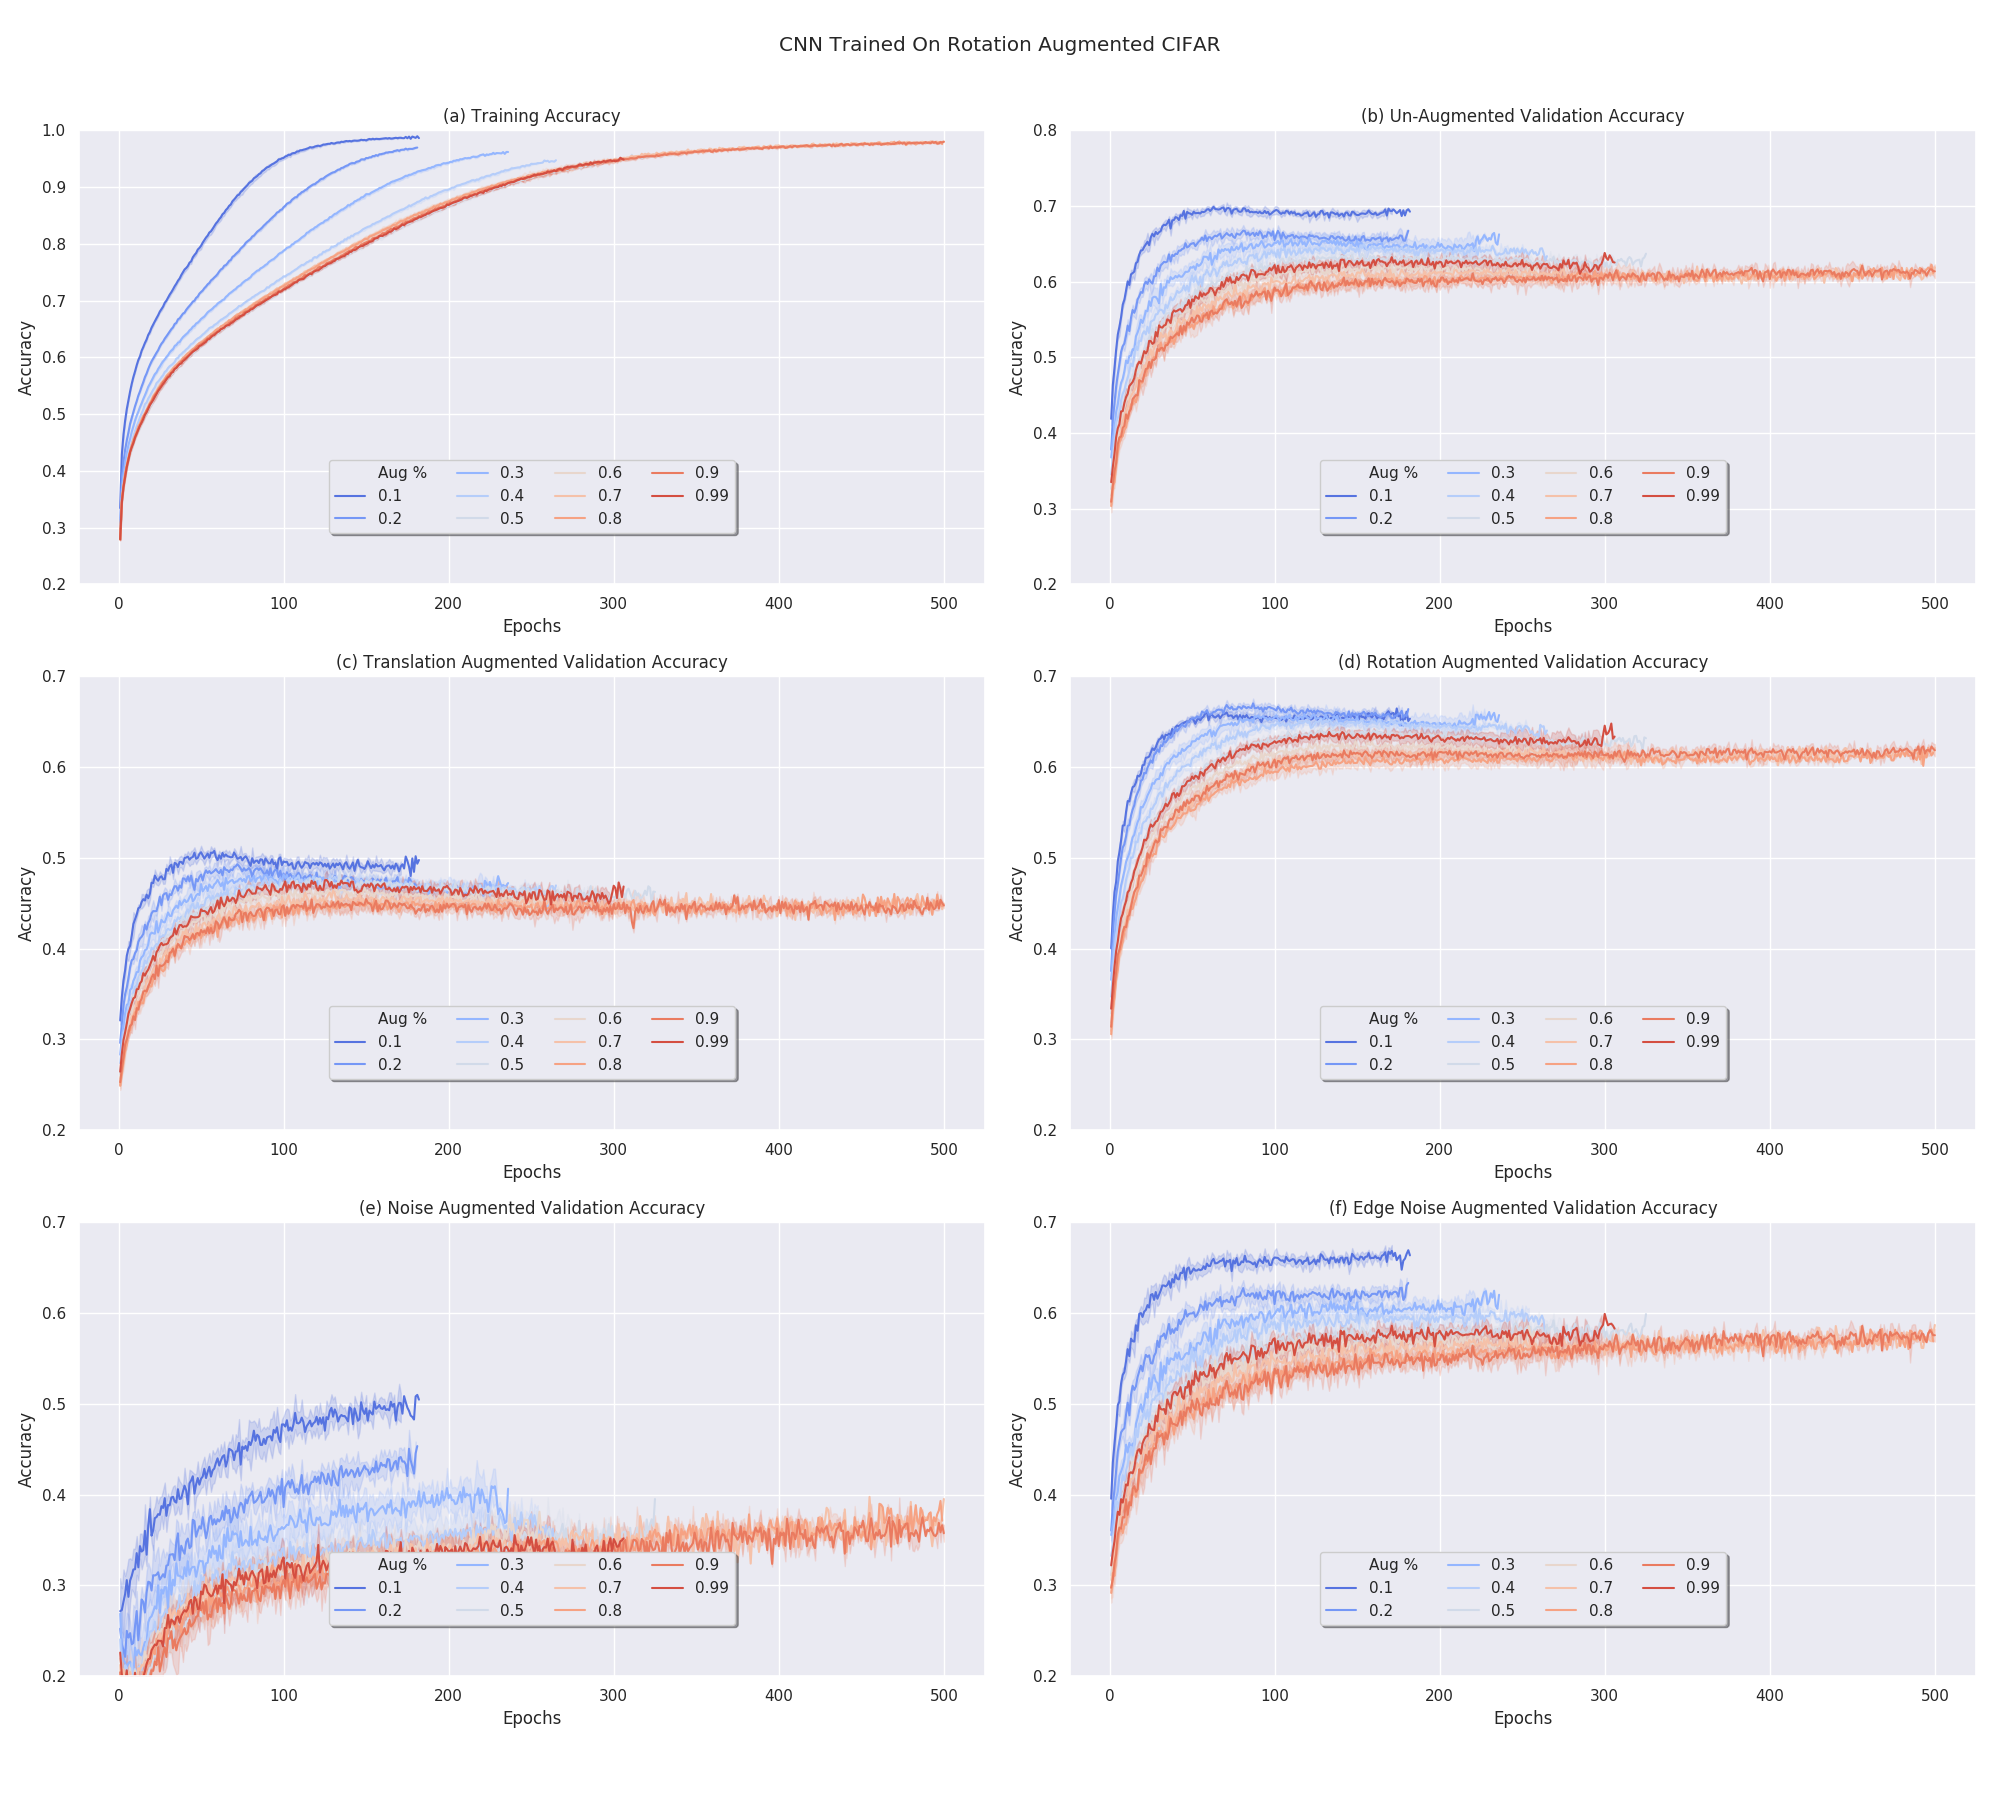 CNN Trained On Rotation Augmented CIFAR
(a) Training Accuracy
1.0
0.9
0.8
0.7
0.6
0.5
0.4
0.3
0.2
Accuracy
Aug % 0.3 0.6 0.9
0.1 0.4 0.7 0.99
0.2 0.5 0.8
0 100 200 300 400 500
Epochs
(b) Un-Augmented Validation Accuracy
0.8
0.7
0.6
0.5
0.4
0.3
0.2
Accuracy
Aug % 0.3 0.6 0.9
0.1 0.4 0.7 0.99
0.2 0.5 0.8
0 100 200 300 400 500
Epochs
(c) Translation Augmented Validation Accuracy
0.7
0.6
0.5
0.4
0.3
0.2
Accuracy
Aug % 0.3 0.6 0.9
0.1 0.4 0.7 0.99
0.2 0.5 0.8
0 100 200 300 400 500
Epochs
(d) Rotation Augmented Validation Accuracy
0.7
0.6
0.5
0.4
0.3
0.2
Accuracy
Aug % 0.3 0.6 0.9
0.1 0.4 0.7 0.99
0.2 0.5 0.8
0 100 200 300 400 500
Epochs
(e) Noise Augmented Validation Accuracy
0.7
0.6
0.5
0.4
0.3
0.2
Accuracy
Aug % 0.3 0.6 0.9
0.1 0.4 0.7 0.99
0.2 0.5 0.8
0 100 200 300 400 500
Epochs
(f) Edge Noise Augmented Validation Accuracy
0.7
0.6
0.5
0.4
0.3
0.2
Accuracy
Aug % 0.3 0.6 0.9
0.1 0.4 0.7 0.99
0.2 0.5 0.8
0 100 200 300 400 500
Epochs